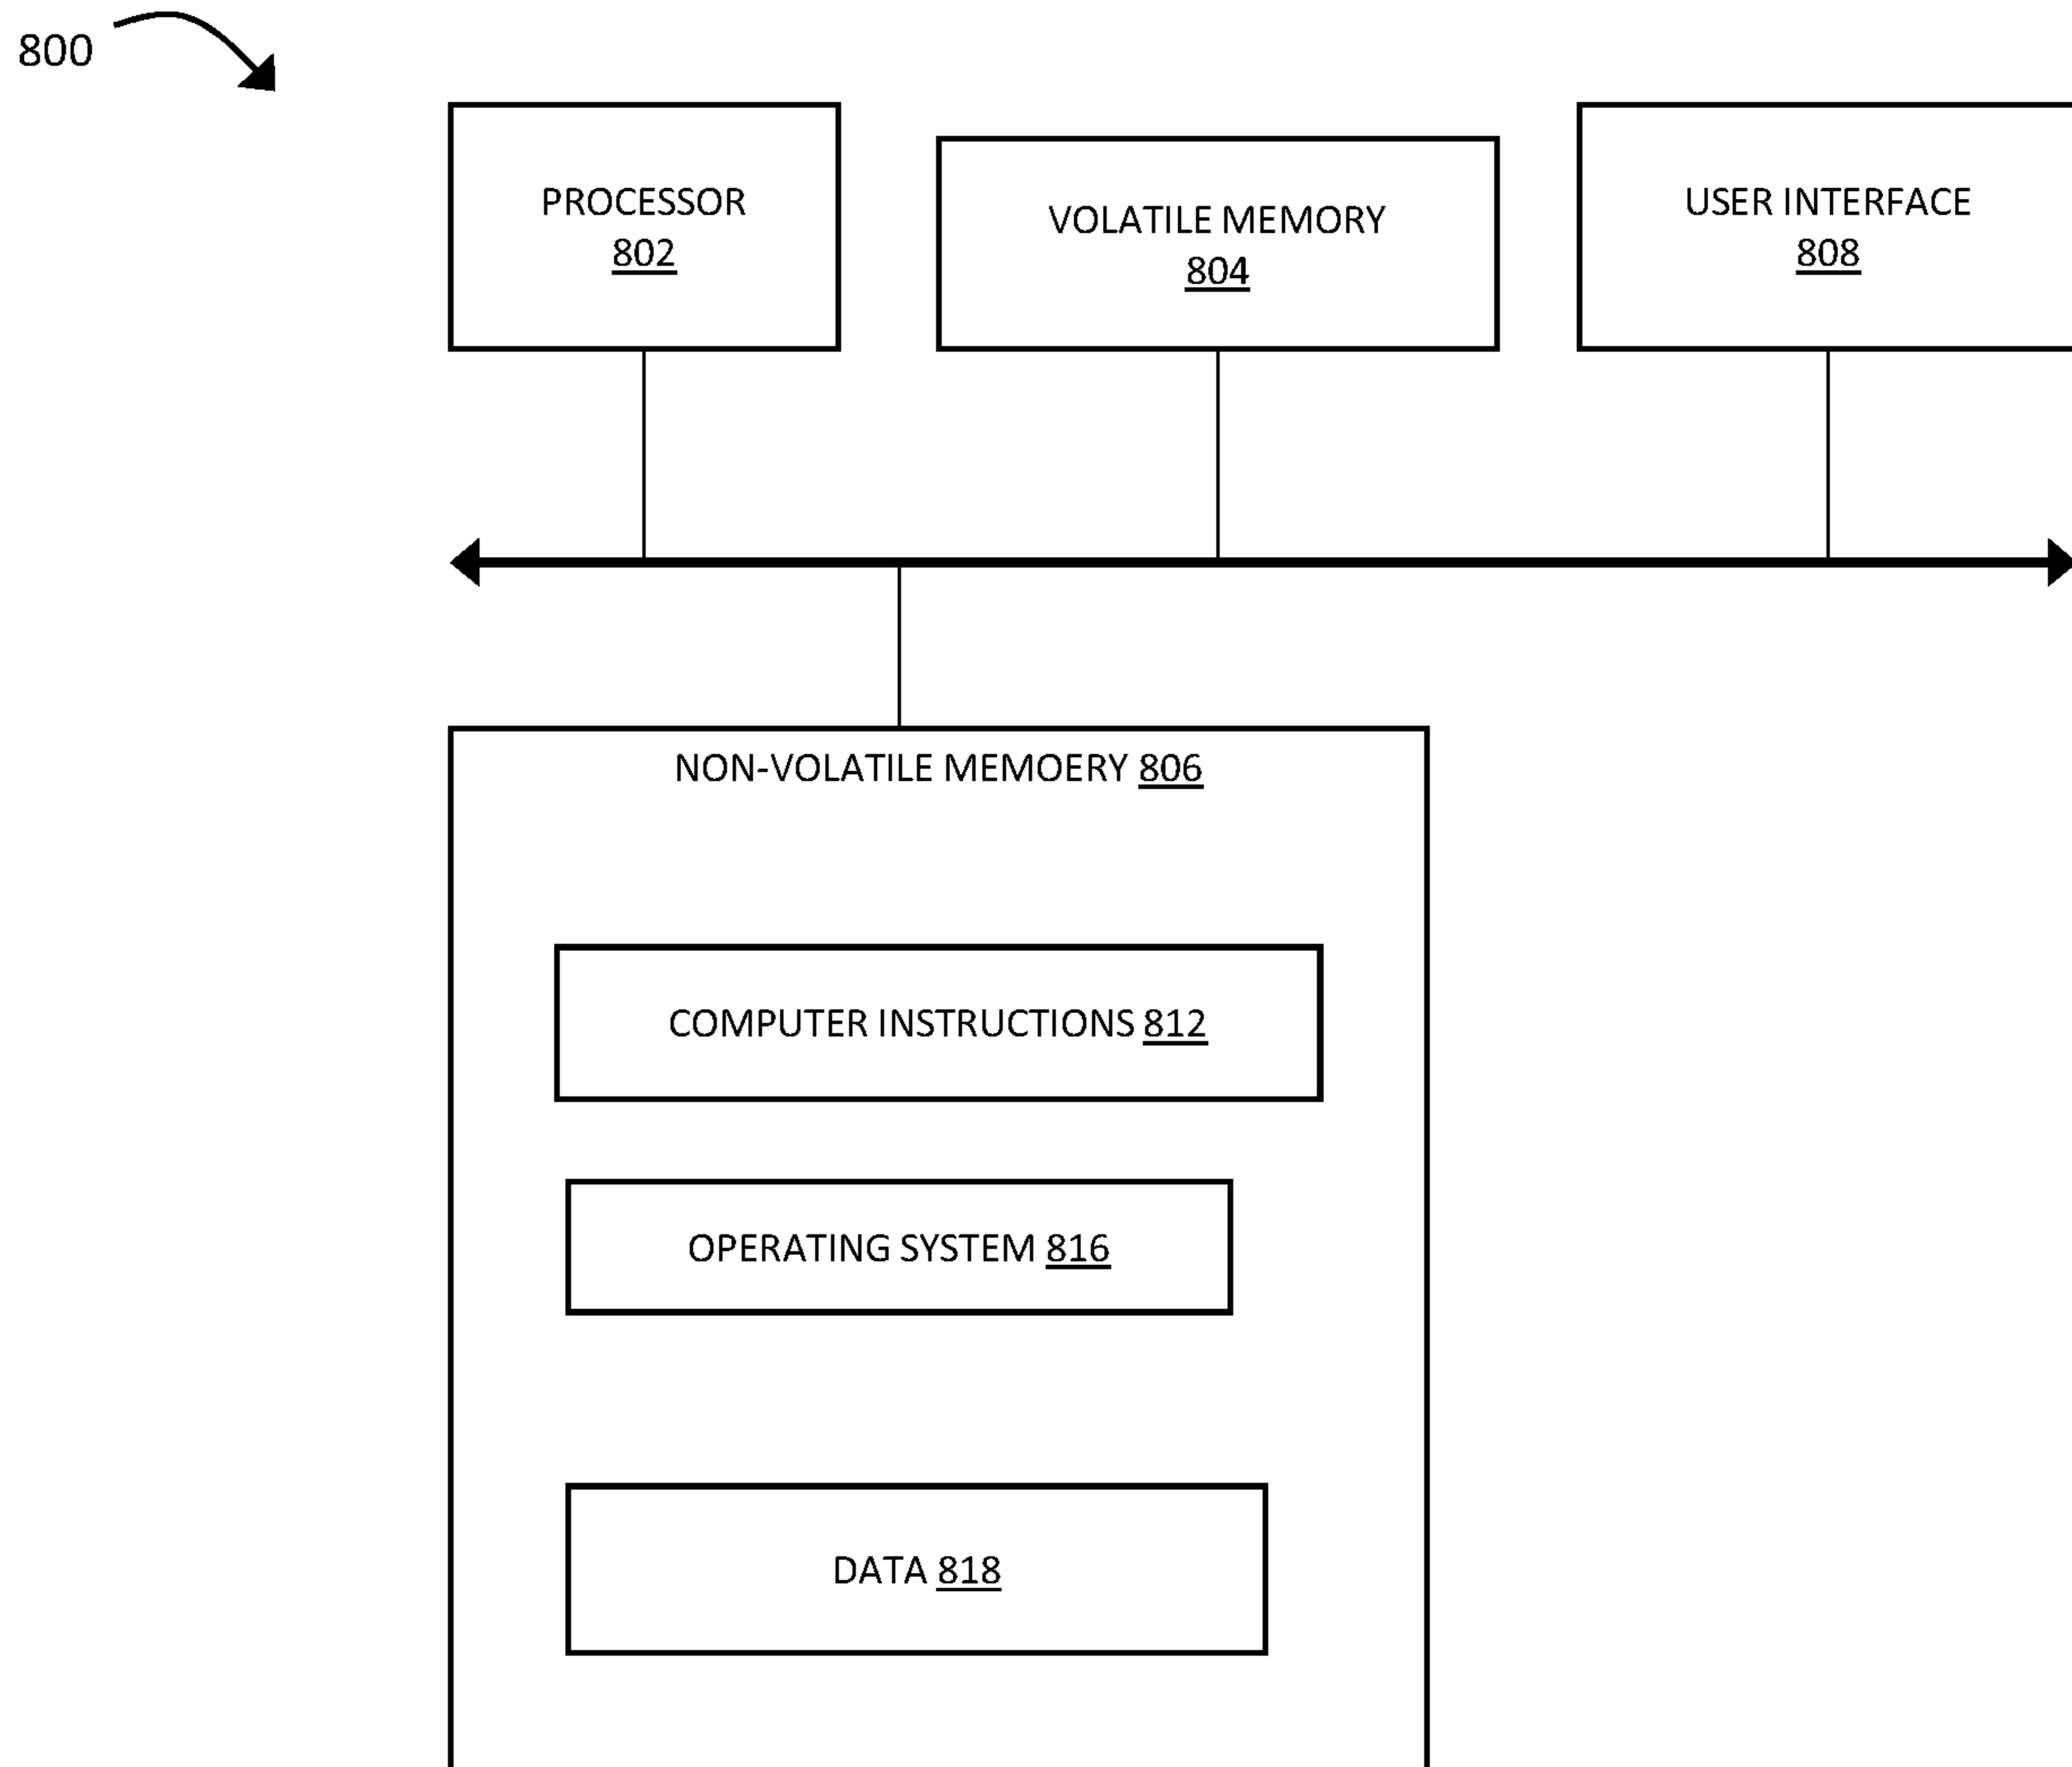 800
PROCESSOR
802
VOLATILE MEMORY
804
USER INTERFACE
808
NON-VOLATILE MEMOERY 806
COMPUTER INSTRUCTIONS 812
OPERATING SYSTEM 816
DATA 818